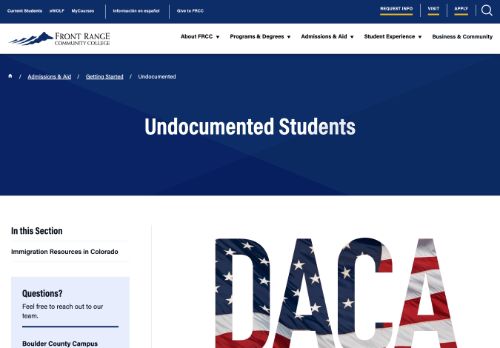 Current Students eWOLF MyCourses Información en español Give to FRCC REQUEST INFO VISIT APPLY
FRONT RANGE
COMMUNITY COLLEGE
About FRCC ▼ Programs & Degrees ▼ Admissions & Aid ▼ Student Experience ▼ Business & Community
/ Admissions & Aid / Getting Started / Undocumented
Undocumented Students
In this Section
Immigration Resources in Colorado
DACA
Questions?
Feel free to reach out to our
team.
Boulder County Campus